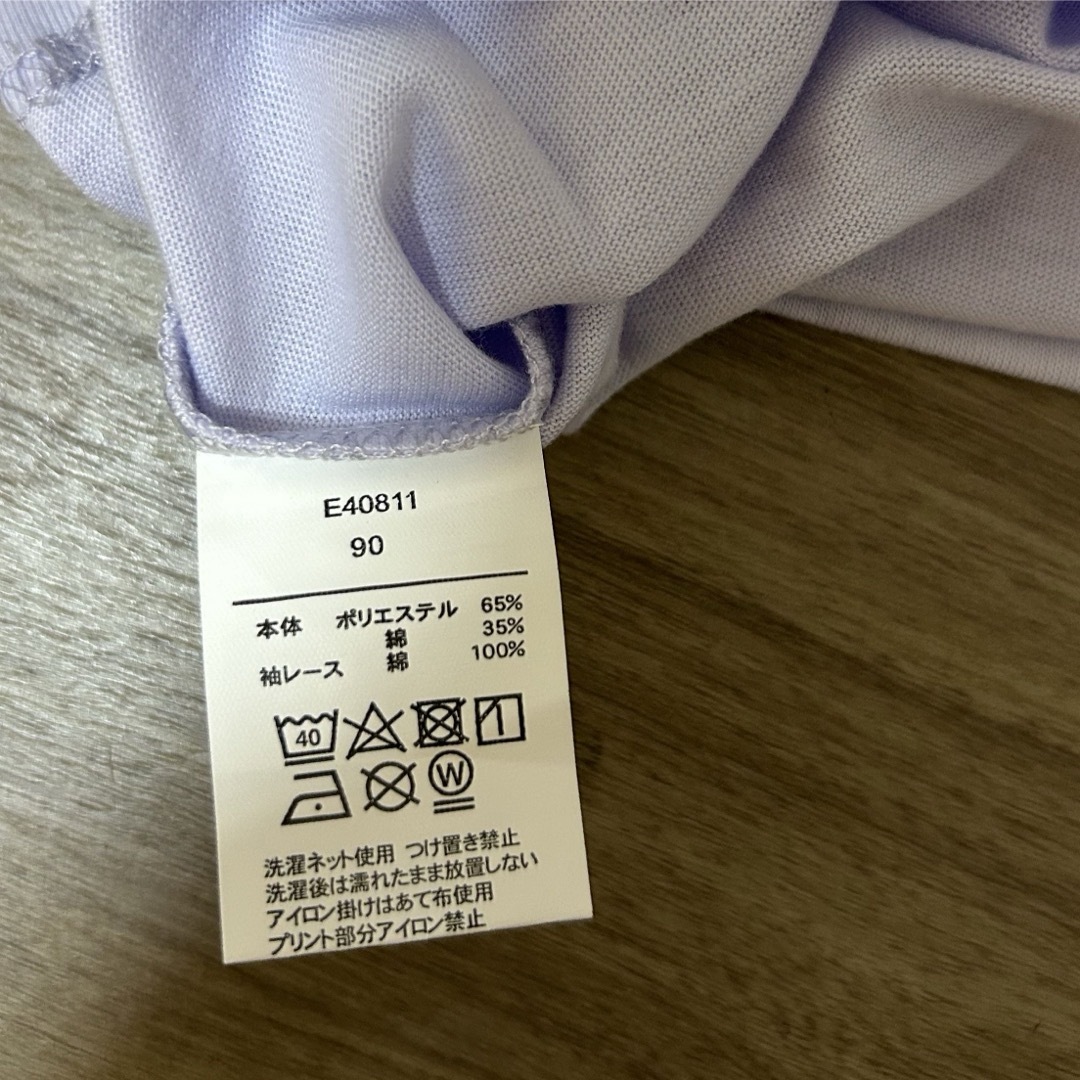 E40811
90
本体 ポリエステル 65%
綿 35%
袖レース 綿 100%
40
W
洗濯ネット使用 つけ置き禁止
洗濯後は濡れたまま放置しない
アイロン掛けはあて布使用
プリント部分アイロン禁止